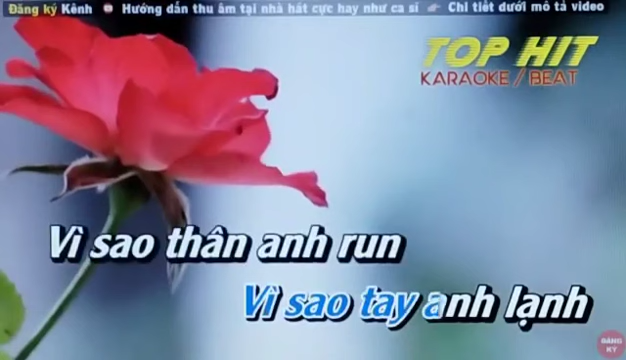 Đăng ký Kênh Hướng dẫn thu âm tại nhà hát cực hay như ca sĩ Chi tiết dưới mô tả video
TOP HIT
KARAOKE / BEAT
Vì sao thân anh run
Vì sao tay anh lạnh
ĐĂNG
KÝ